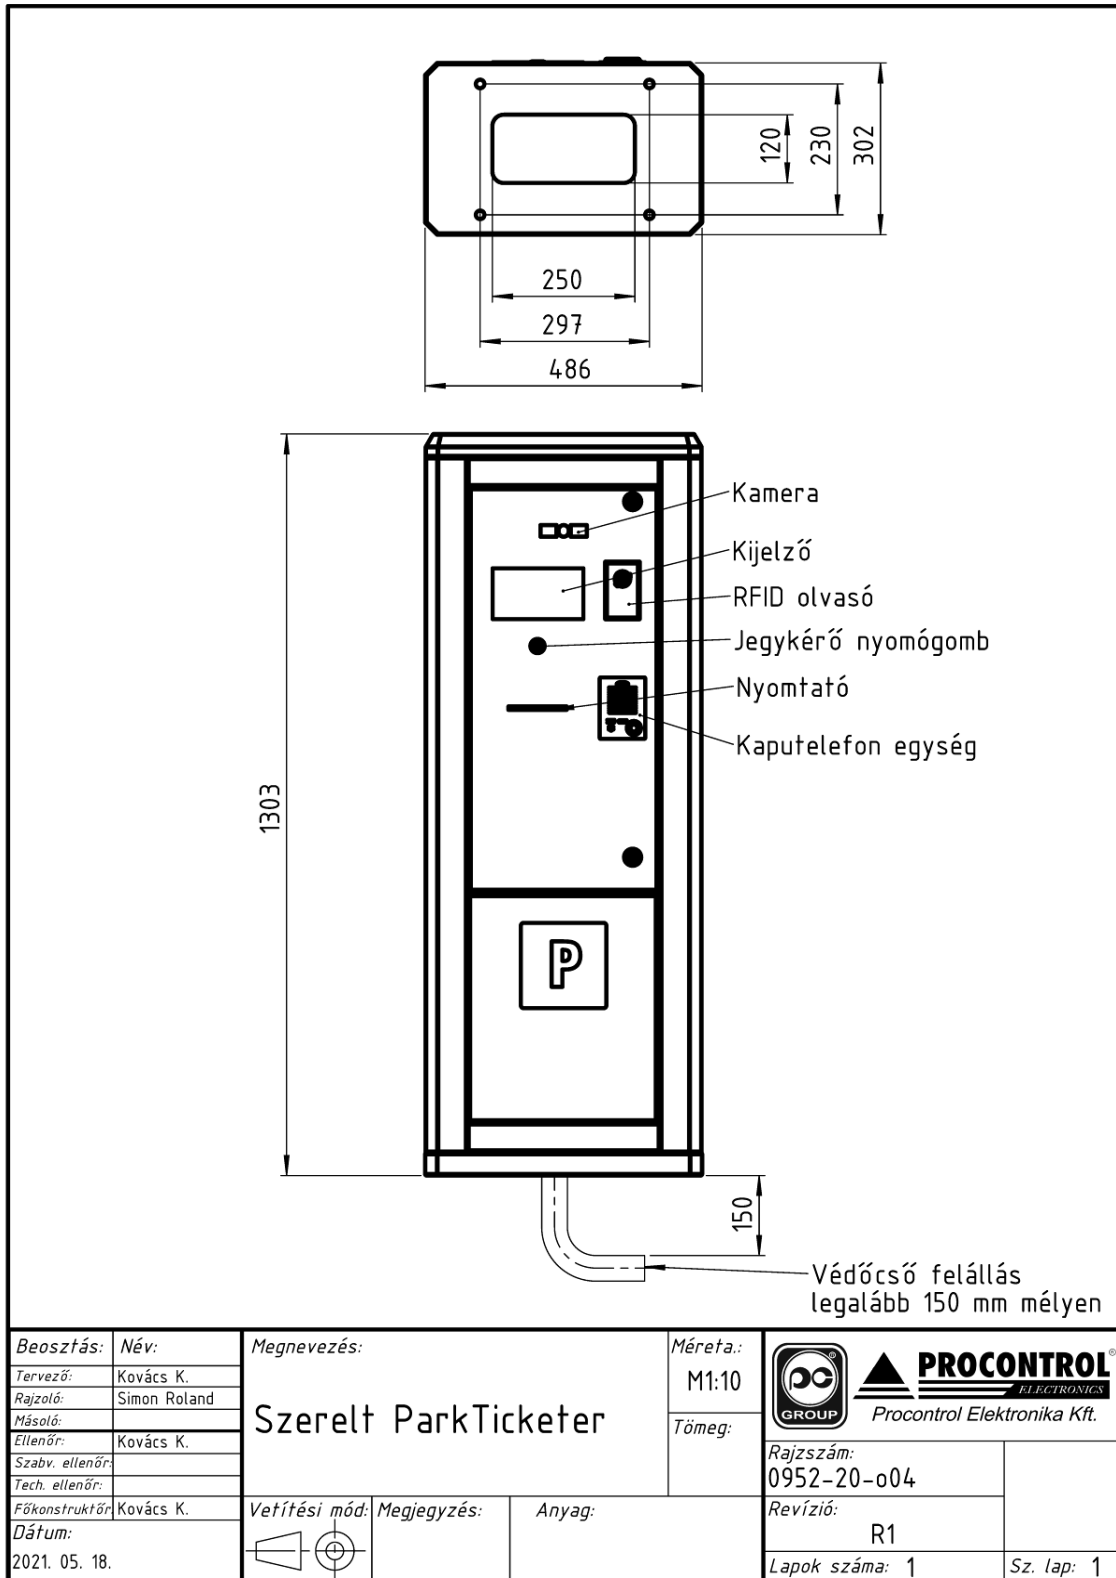 120
230
302
250
297
486
Kamera
Kijelző
RFID olvasó
Jegykérő nyomógomb
Nyomtató
Kaputelefon egység
1303
P
150
Védőcső felállás
legalább 150 mm mélyen
Beosztás: Név:
Tervező: Kovács K.
Rajzoló: Simon Roland
Másoló:
Ellenőr: Kovács K.
Szabv. ellenőr:
Tech. ellenőr:
Főkonstruktőr: Kovács K.
Dátum:
2021. 05. 18.
Megnevezés:
Szerelt ParkTicketer
Vetítési mód:
Megjegyzés:
Anyag:
Méreta.:
M1:10
Tömeg:
pc ®
GROUP
PROCONTROL®
ELECTRONICS
Procontrol Elektronika Kft.
Rajzszám:
0952-20-o04
Revízió:
R1
Lapok száma: 1
Sz. lap: 1